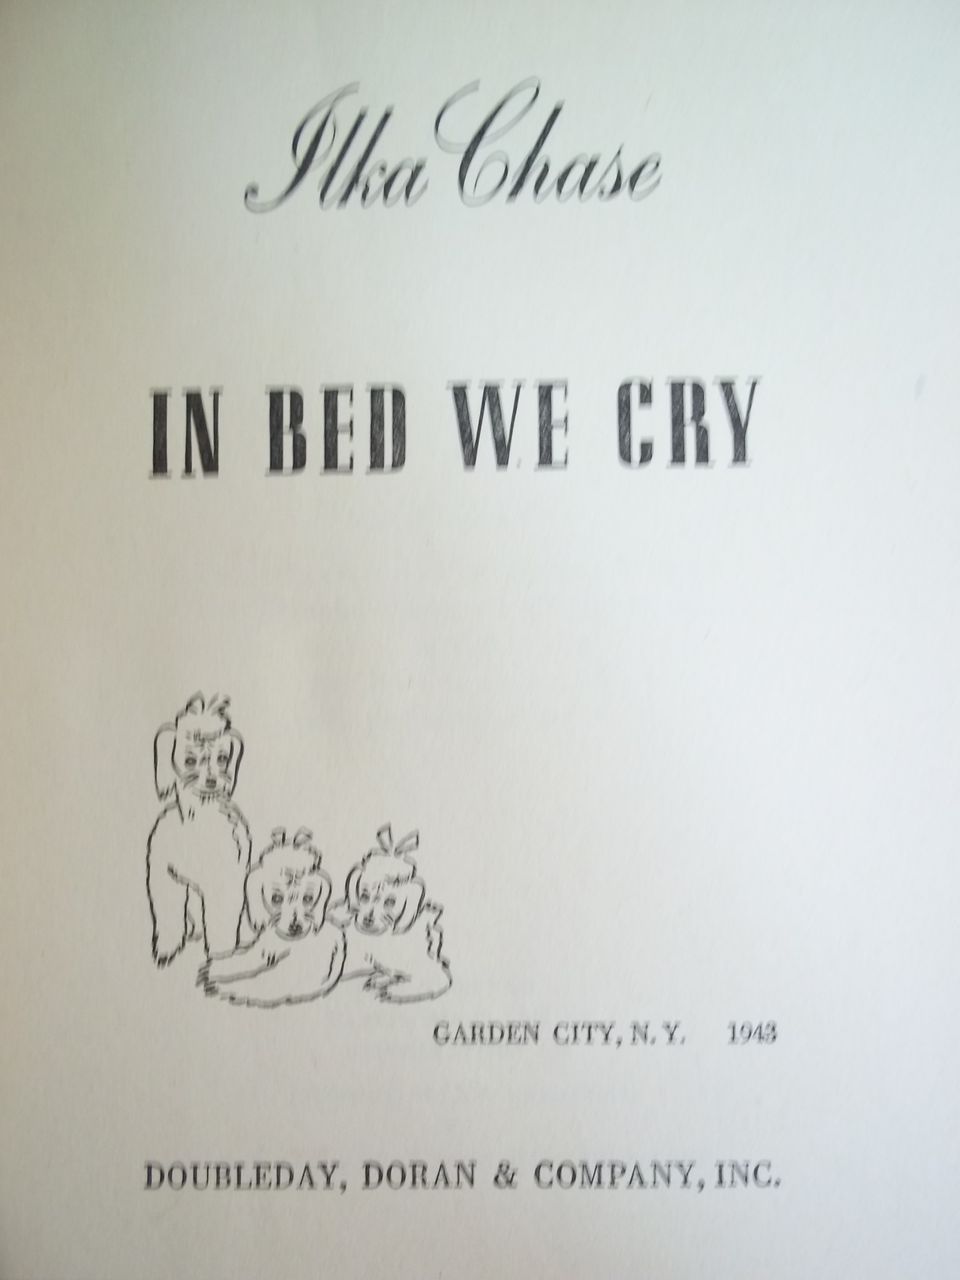 Ilka Chase
IN BED WE CRY
GARDEN CITY, N. Y. 1943
DOUBLEDAY, DORAN & COMPANY, INC.